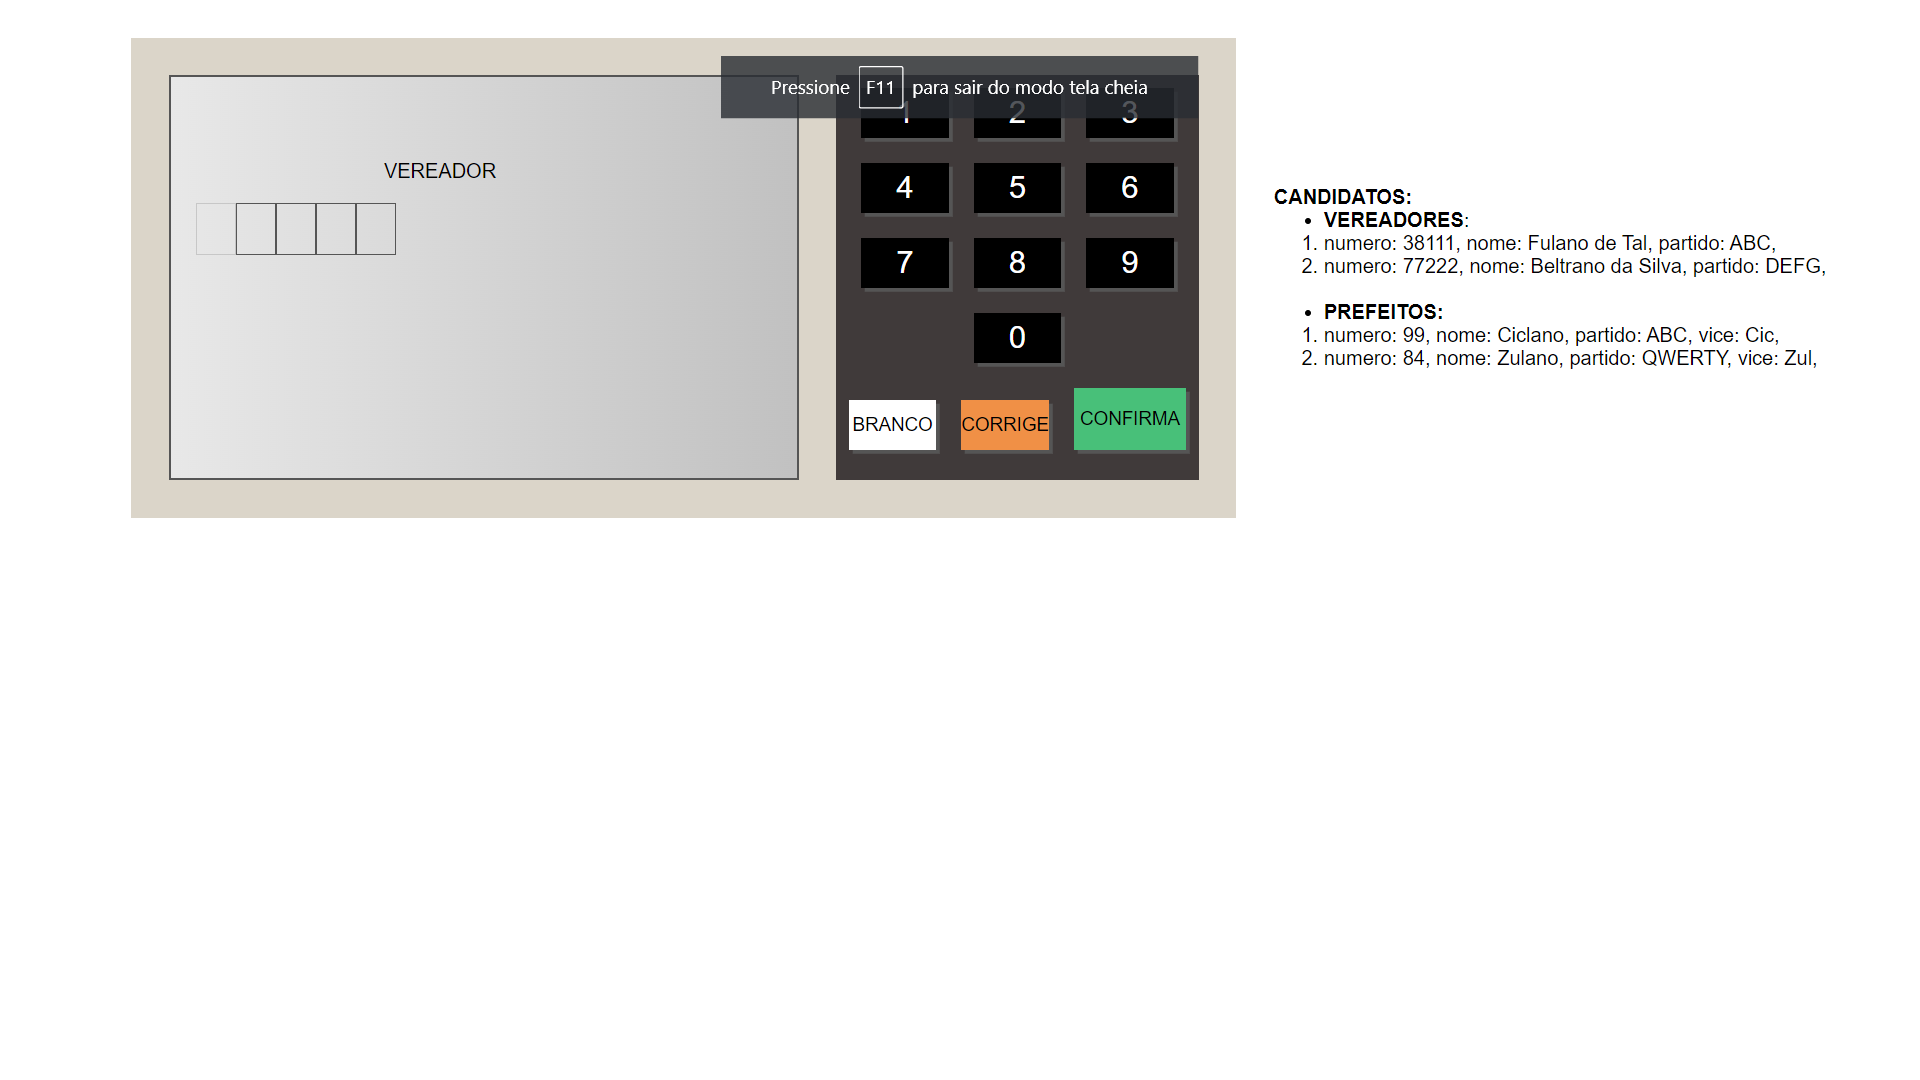 Pressione F11 para sair do modo tela cheia
VEREADOR
1 2 3
4 5 6
7 8 9
0
BRANCO CORRIGE CONFIRMA
CANDIDATOS:
• VEREADORES:
1. numero: 38111, nome: Fulano de Tal, partido: ABC,
2. numero: 77222, nome: Beltrano da Silva, partido: DEFG,
• PREFEITOS:
1. numero: 99, nome: Ciclano, partido: ABC, vice: Cic,
2. numero: 84, nome: Zulano, partido: QWERTY, vice: Zul,